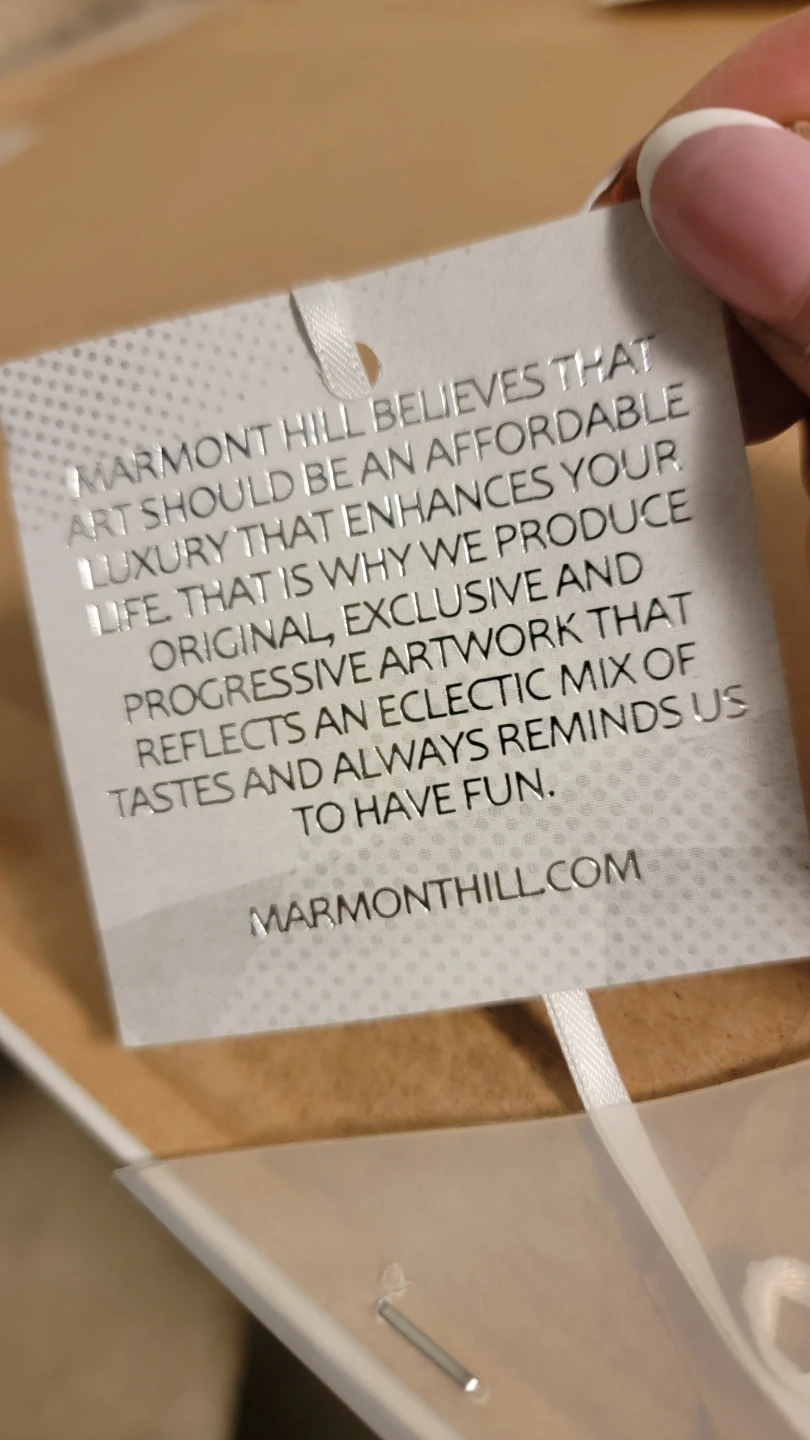 MARMONT HILL BELIEVES THAT
ART SHOULD BE AN AFFORDABLE
LUXURY THAT ENHANCES YOUR
LIFE. THAT IS WHY WE PRODUCE
ORIGINAL, EXCLUSIVE AND
PROGRESSIVE ARTWORK THAT
REFLECTS AN ECLECTIC MIX OF
TASTES AND ALWAYS REMINDS US
TO HAVE FUN.
MARMONTHILL.COM